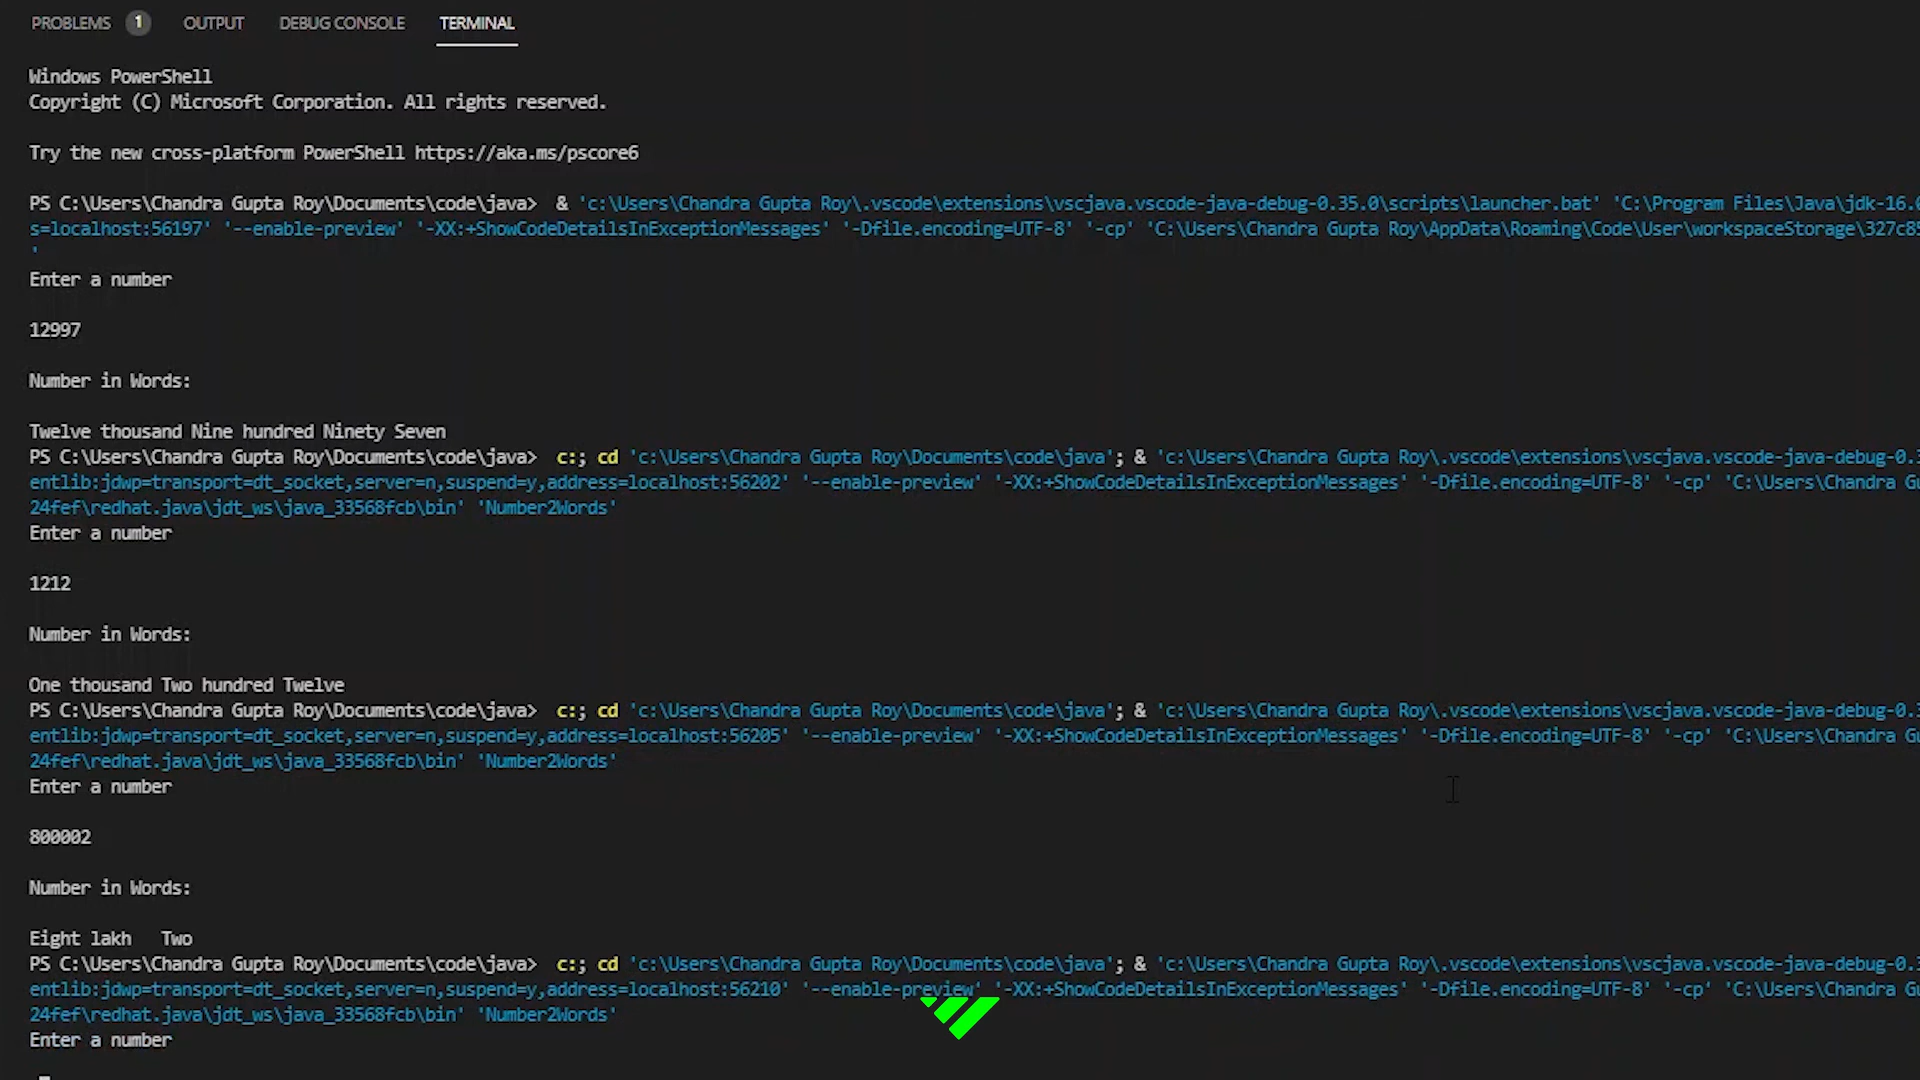 PROBLEMS 1 OUTPUT DEBUG CONSOLE TERMINAL
Windows PowerShell
Copyright (C) Microsoft Corporation. All rights reserved.
Try the new cross-platform PowerShell https://aka.ms/pscore6
PS C:\Users\Chandra Gupta Roy\Documents\code\java> & 'c:\Users\Chandra Gupta Roy\.vscode\extensions\vscjava.vscode-java-debug-0.35.0\scripts\launcher.bat' 'C:\Program Files\Java\jdk-16.0
s=localhost:56197' '--enable-preview' '-XX:+ShowCodeDetailsInExceptionMessages' '-Dfile.encoding=UTF-8' '-cp' 'C:\Users\Chandra Gupta Roy\AppData\Roaming\Code\User\workspaceStorage\327c85
'
Enter a number
12997
Number in Words:
Twelve thousand Nine hundred Ninety Seven
PS C:\Users\Chandra Gupta Roy\Documents\code\java> c:; cd 'c:\Users\Chandra Gupta Roy\Documents\code\java'; & 'c:\Users\Chandra Gupta Roy\.vscode\extensions\vscjava.vscode-java-debug-0.3
entlib:jdwp=transport=dt_socket,server=n,suspend=y,address=localhost:56202' '--enable-preview' '-XX:+ShowCodeDetailsInExceptionMessages' '-Dfile.encoding=UTF-8' '-cp' 'C:\Users\Chandra Gu
24fef\redhat.java\jdt_ws\java_33568fcb\bin' 'Number2Words'
Enter a number
1212
Number in Words:
One thousand Two hundred Twelve
PS C:\Users\Chandra Gupta Roy\Documents\code\java> c:; cd 'c:\Users\Chandra Gupta Roy\Documents\code\java'; & 'c:\Users\Chandra Gupta Roy\.vscode\extensions\vscjava.vscode-java-debug-0.3
entlib:jdwp=transport=dt_socket,server=n,suspend=y,address=localhost:56205' '--enable-preview' '-XX:+ShowCodeDetailsInExceptionMessages' '-Dfile.encoding=UTF-8' '-cp' 'C:\Users\Chandra Gu
24fef\redhat.java\jdt_ws\java_33568fcb\bin' 'Number2Words'
Enter a number
800002
Number in Words:
Eight lakh   Two
PS C:\Users\Chandra Gupta Roy\Documents\code\java> c:; cd 'c:\Users\Chandra Gupta Roy\Documents\code\java'; & 'c:\Users\Chandra Gupta Roy\.vscode\extensions\vscjava.vscode-java-debug-0.3
entlib:jdwp=transport=dt_socket,server=n,suspend=y,address=localhost:56210' '--enable-preview' '-XX:+ShowCodeDetailsInExceptionMessages' '-Dfile.encoding=UTF-8' '-cp' 'C:\Users\Chandra Gu
24fef\redhat.java\jdt_ws\java_33568fcb\bin' 'Number2Words'
Enter a number